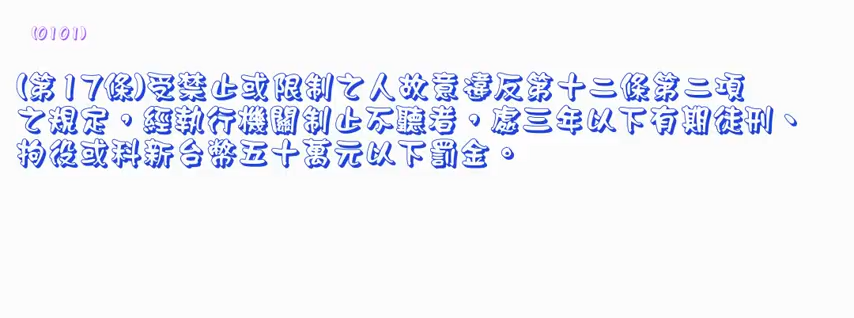 (0101)
(第17條)受禁止或限制之人故意違反第十二條第二項
之規定，經執行機關制止不聽者，處三年以下有期徒刑、
拘役或科新台幣五十萬元以下罰金。